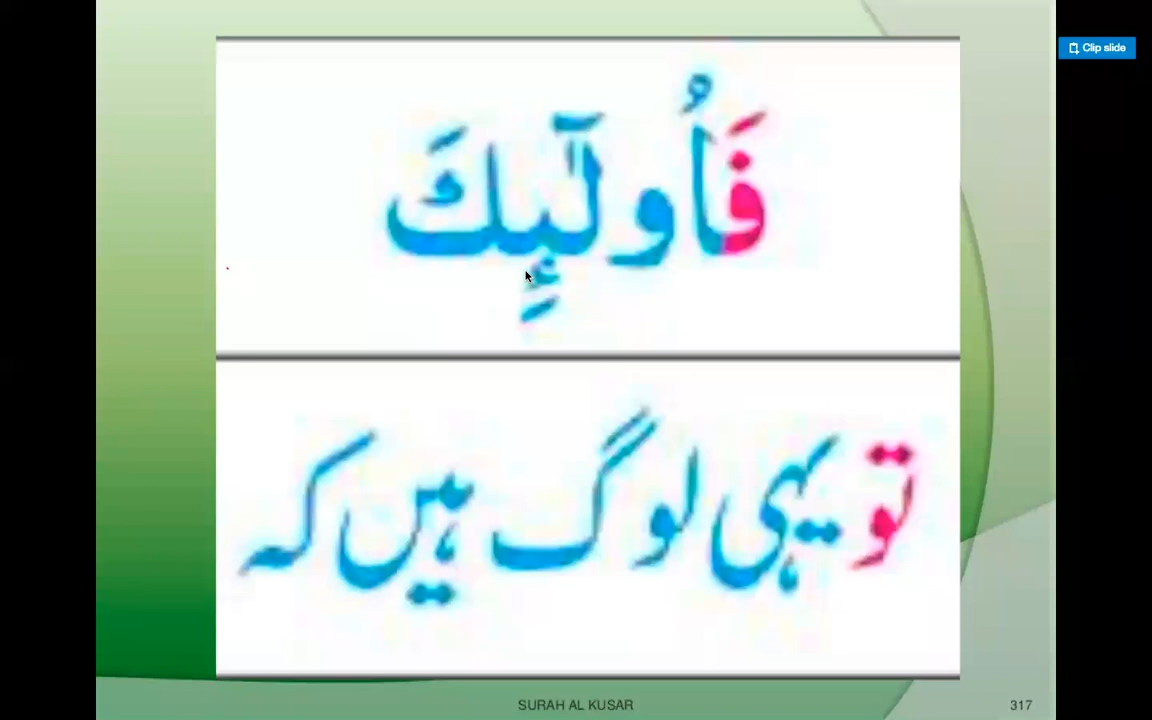 Clip slide
فَاُولٰٓئِكَ
تو یہی لوگ ہیں کہ
SURAH AL KUSAR
317